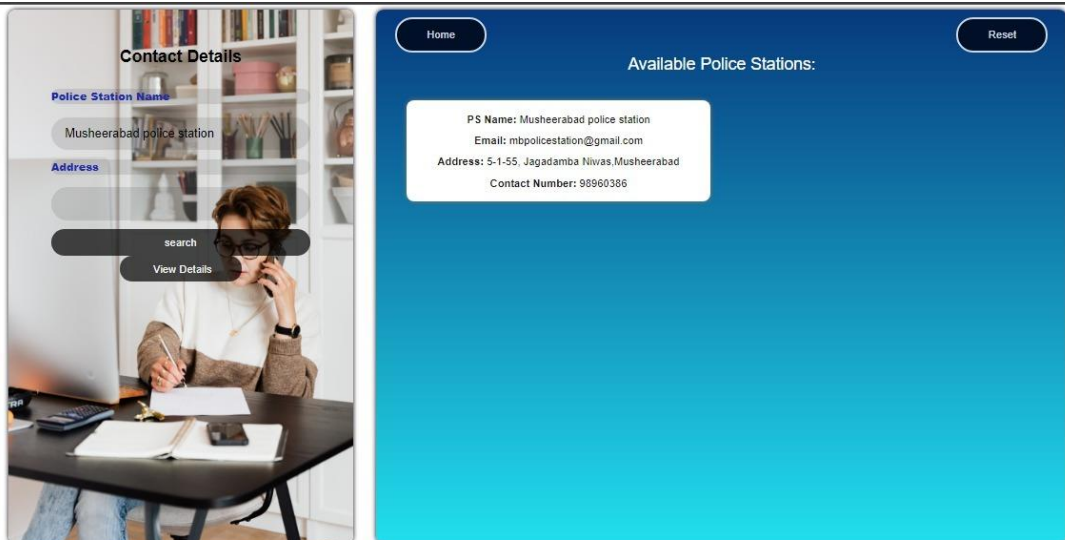 Contact Details
Police Station Name
Musheerabad police station
Address
search
View Details
Home
Reset
Available Police Stations:
PS Name: Musheerabad police station
Email: mbpolicestation@gmail.com
Address: 5-1-55, Jagadamba Niwas,Musheerabad
Contact Number: 98960386